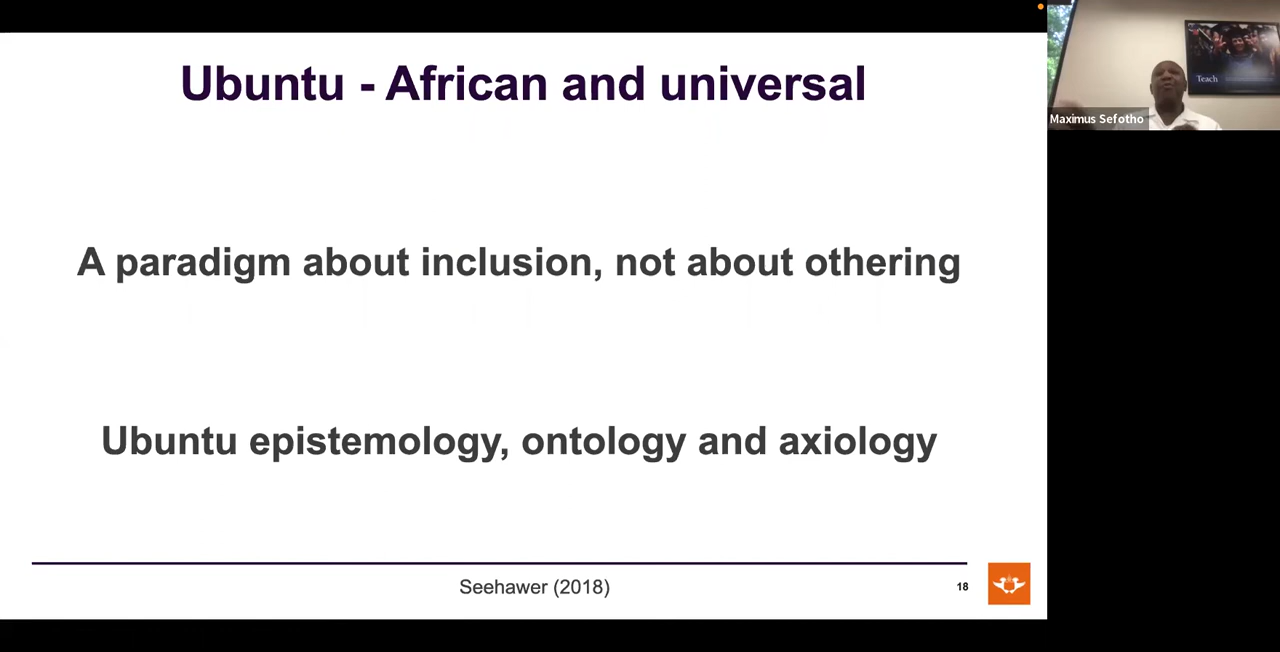 Ubuntu - African and universal
A paradigm about inclusion, not about othering
Ubuntu epistemology, ontology and axiology
Seehawer (2018)
18
Teach
Maximus Sefotho